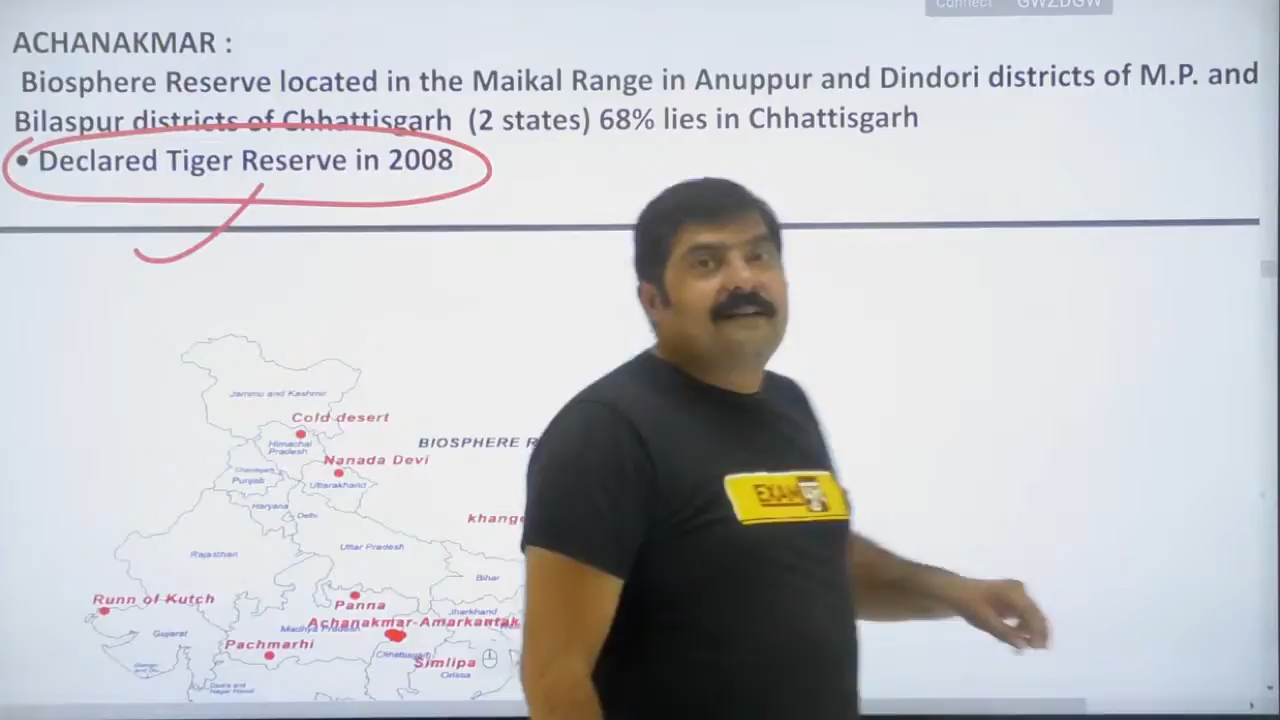 Connect GWZDGW
ACHANAKMAR :
Biosphere Reserve located in the Maikal Range in Anuppur and Dindori districts of M.P. and
Bilaspur districts of Chhattisgarh (2 states) 68% lies in Chhattisgarh
• Declared Tiger Reserve in 2008
Jammu and Kashmir
Cold desert
Himachal
Pradesh
BIOSPHERE R
Nanada Devi
Chandigarh
Punjab
Uttarakhand
Haryana
Delhi
khange
Rajasthan
Uttar Pradesh
Bihar
Runn of Kutch
Panna
Jharkhand
Achanakmar-Amarkantak
Madhya Pradesh
Gujarat
Pachmarhi
Chhattisgarh
Simlipa
Orissa
EXAM